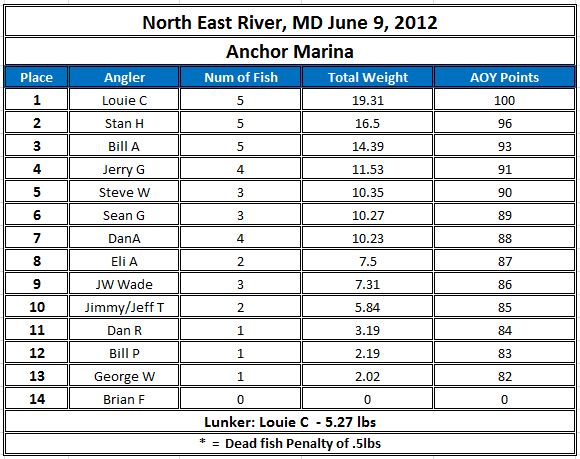 North East River, MD June 9, 2012
Anchor Marina
Place Angler Num of Fish Total Weight AOY Points
1 Louie C 5 19.31 100
2 Stan H 5 16.5 96
3 Bill A 5 14.39 93
4 Jerry G 4 11.53 91
5 Steve W 3 10.35 90
6 Sean G 3 10.27 89
7 DanA 4 10.23 88
8 Eli A 2 7.5 87
9 JW Wade 3 7.31 86
10 Jimmy/Jeff T 2 5.84 85
11 Dan R 1 3.19 84
12 Bill P 1 2.19 83
13 George W 1 2.02 82
14 Brian F 0 0 0
Lunker: Louie C - 5.27 lbs
* = Dead fish Penalty of .5lbs